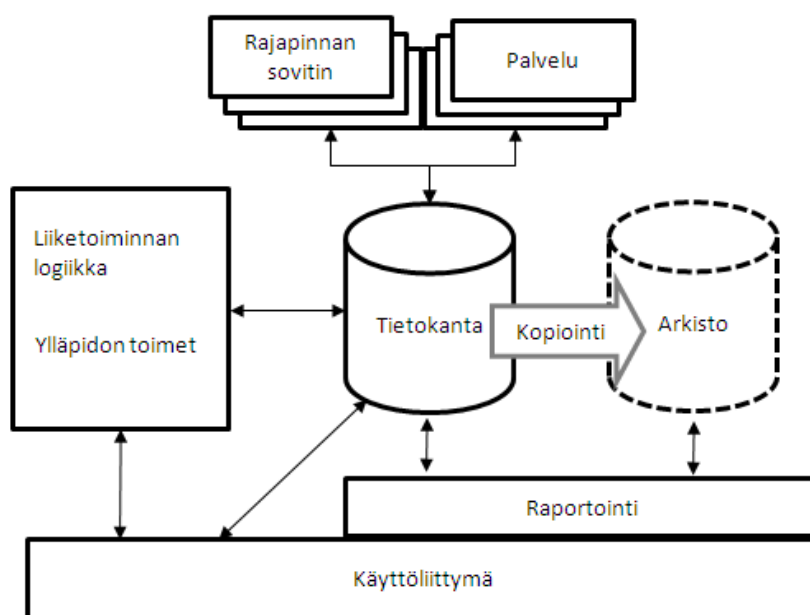 Rajapinnan
sovitin
Palvelu
Liiketoiminnan
logiikka
Ylläpidon toimet
Tietokanta
Kopiointi
Arkisto
Raportointi
Käyttöliittymä